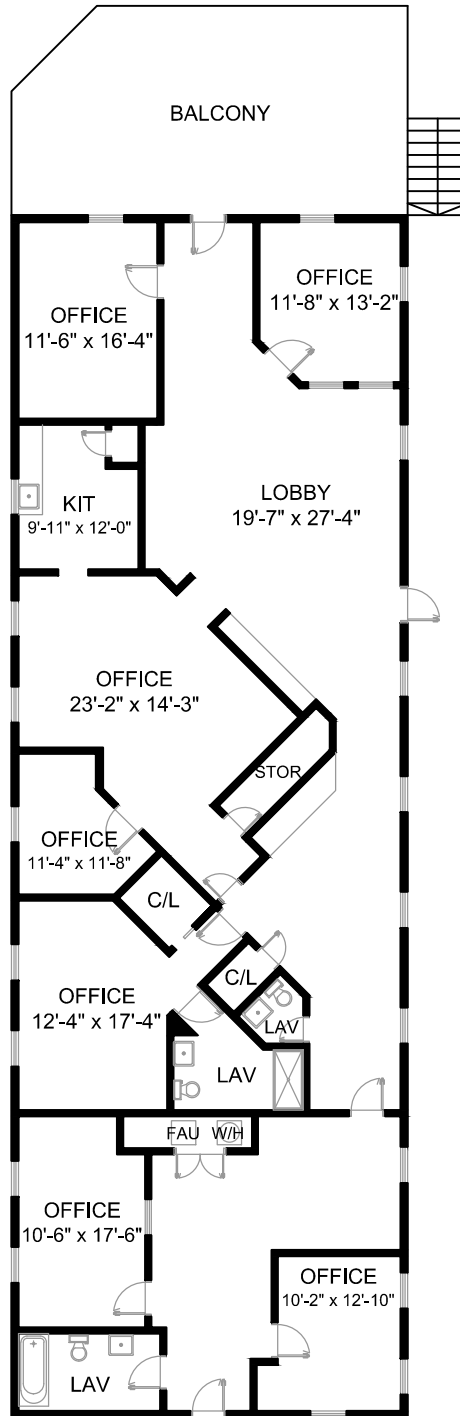 BALCONY
OFFICE
11'-8" x 13'-2"
OFFICE
11'-6" x 16'-4"
LOBBY
19'-7" x 27'-4"
KIT
9'-11" x 12'-0"
OFFICE
23'-2" x 14'-3"
STOR
OFFICE
11'-4" x 11'-8"
C/L
C/L
OFFICE
12'-4" x 17'-4"
LAV
LAV
FAU
W/H
OFFICE
10'-6" x 17'-6"
OFFICE
10'-2" x 12'-10"
LAV